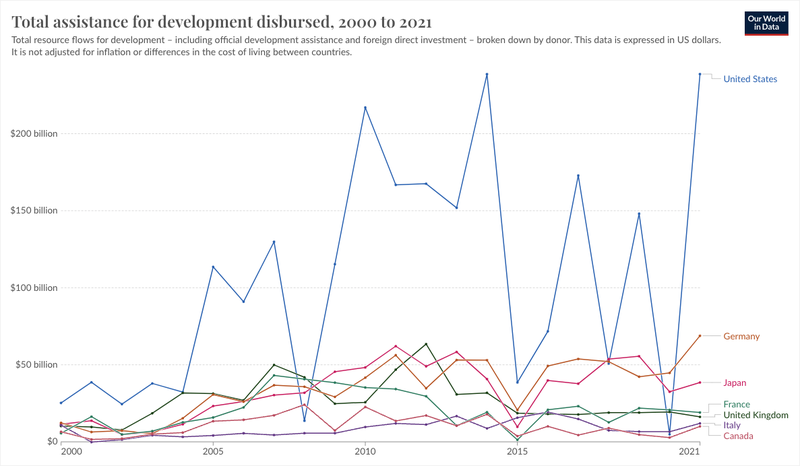 Total assistance for development disbursed, 2000 to 2021
Our World
in Data
Total resource flows for development – including official development assistance and foreign direct investment – broken down by donor. This data is expressed in US dollars.
It is not adjusted for inflation or differences in the cost of living between countries.
United States
$200 billion
$150 billion
$100 billion
$50 billion
$0
Germany
Japan
France
United Kingdom
Italy
Canada
2000
2005
2010
2015
2021